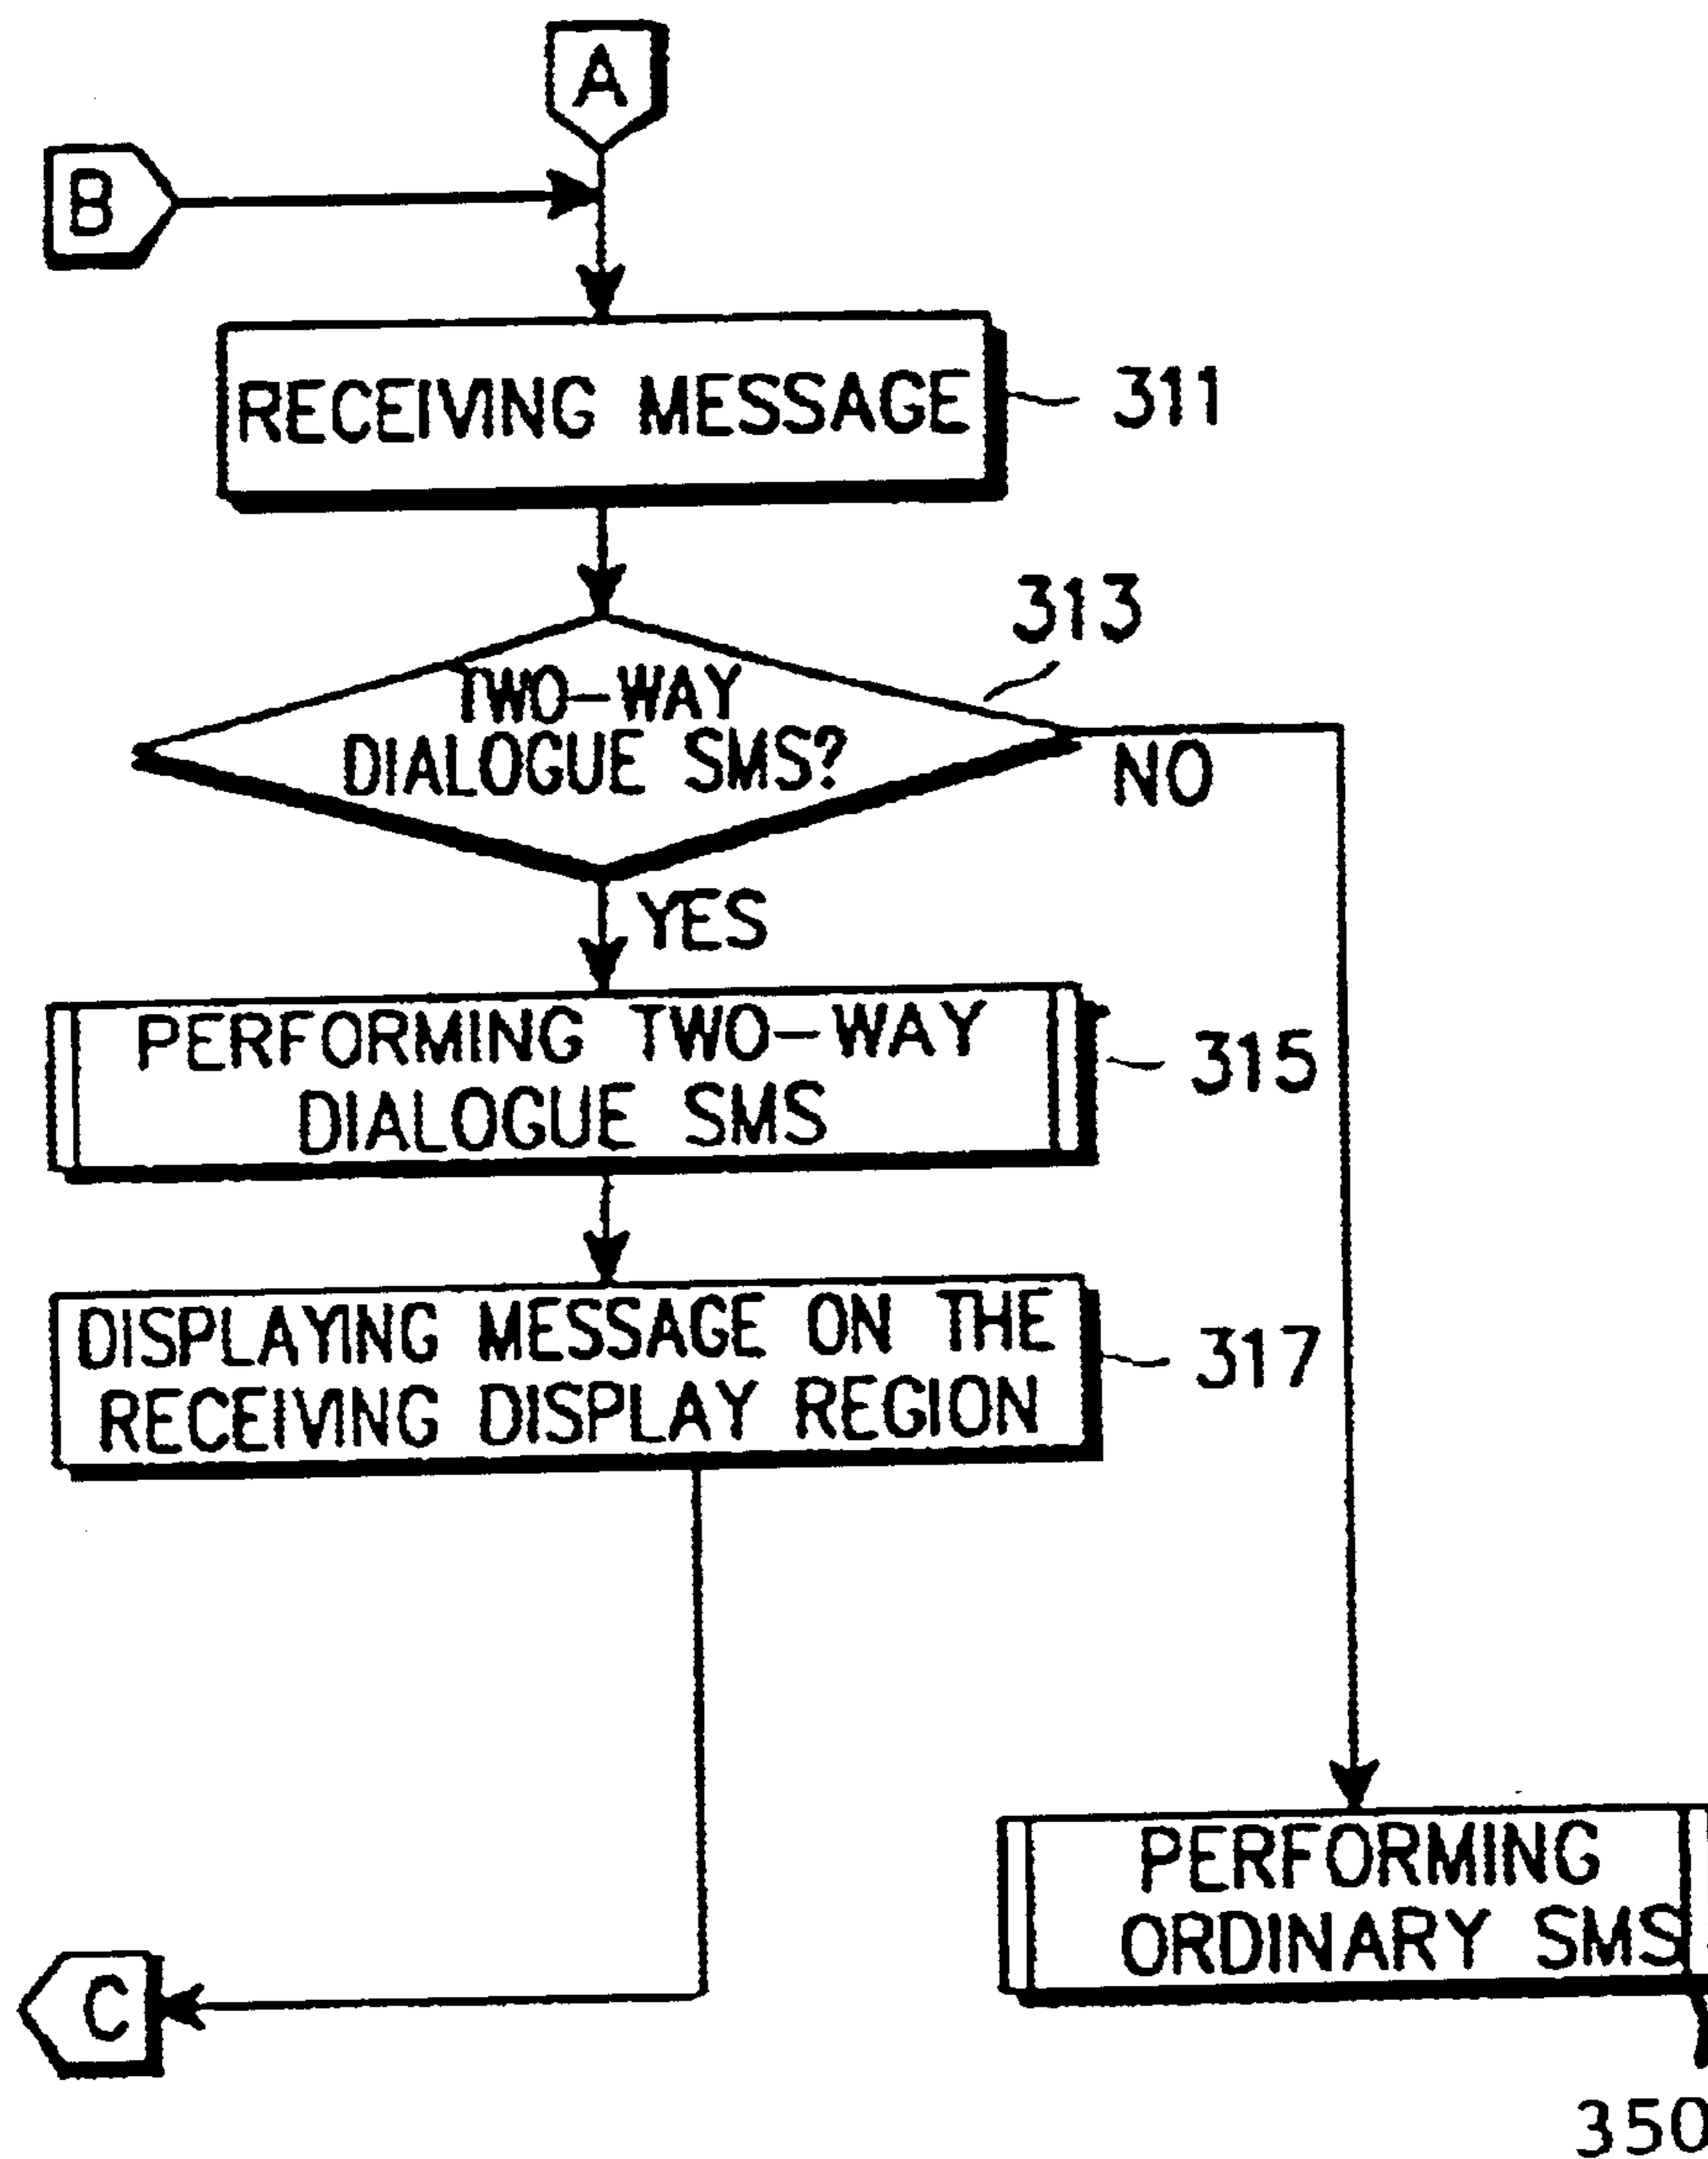 A
B
RECEIVING MESSAGE
311
313
TWO-WAY
DIALOGUE SMS?
NO
YES
PERFORMING TWO-WAY
DIALOGUE SMS
315
DISPLAYING MESSAGE ON THE
RECEIVING DISPLAY REGION
317
PERFORMING
ORDINARY SMS
C
350